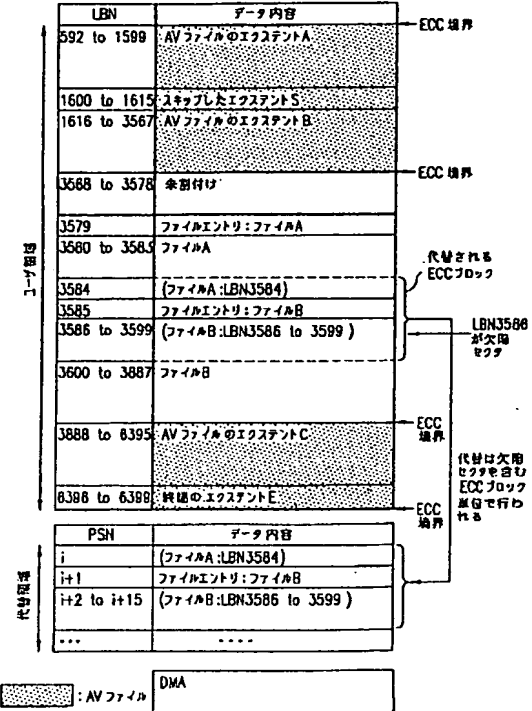 LBN データ内容
592 to 1599 AVファイルのエクステントA
1600 to 1615 スキップしたエクステントS
1616 to 3567 AVファイルのエクステントB
3568 to 3578 未割付け
3579 ファイルエントリ:ファイルA
3580 to 3583 ファイルA
3584 (ファイルA:LBN3584)
3585 ファイルエントリ:ファイルB
3586 to 3599 (ファイルB:LBN3586 to 3599 )
3600 to 3887 ファイルB
3888 to 6395 AVファイルのエクステントC
6396 to 6399 終端のエクステントE
ユーザ領域
ECC境界
ECC境界
代替される
ECCブロック
LBN3586
が欠陥
セクタ
ECC
境界
代替は欠陥
セクタを含む
ECCブロック
単位で行わ
れる
ECC
境界
PSN データ内容
i (ファイルA:LBN3584)
i+1 ファイルエントリ:ファイルB
i+2 to i+15 (ファイルB:LBN3586 to 3599 )
... ....
代替領域
:AVファイル
DMA